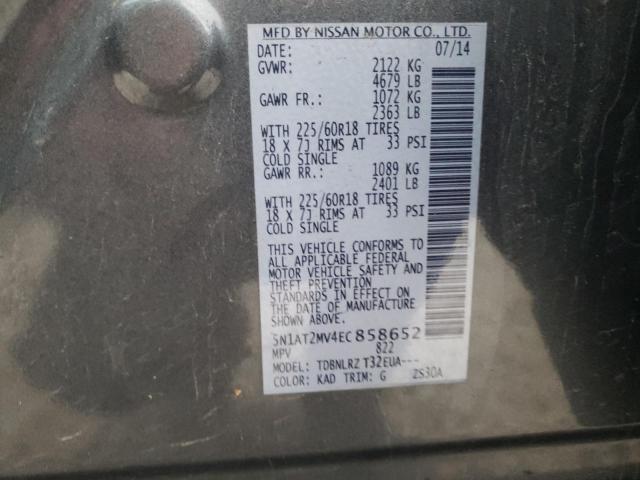 MFD BY NISSAN MOTOR CO., LTD.
DATE: 07/14
GVWR: 2122 KG
4679 LB
GAWR FR.: 1072 KG
2363 LB
WITH 225/60R18 TIRES
18 X 7J RIMS AT 33 PSI
COLD SINGLE
GAWR RR.: 1089 KG
2401 LB
WITH 225/60R18 TIRES
18 X 7J RIMS AT 33 PSI
COLD SINGLE
THIS VEHICLE CONFORMS TO
ALL APPLICABLE FEDERAL
MOTOR VEHICLE SAFETY AND
THEFT PREVENTION
STANDARDS IN EFFECT ON
THE DATE OF MANUFACTURE
SHOWN ABOVE.
5N1AT2MV4EC858652
MPV 822
MODEL: TDBNLRZ T32EUA---
COLOR: KAD TRIM: G ZS30A